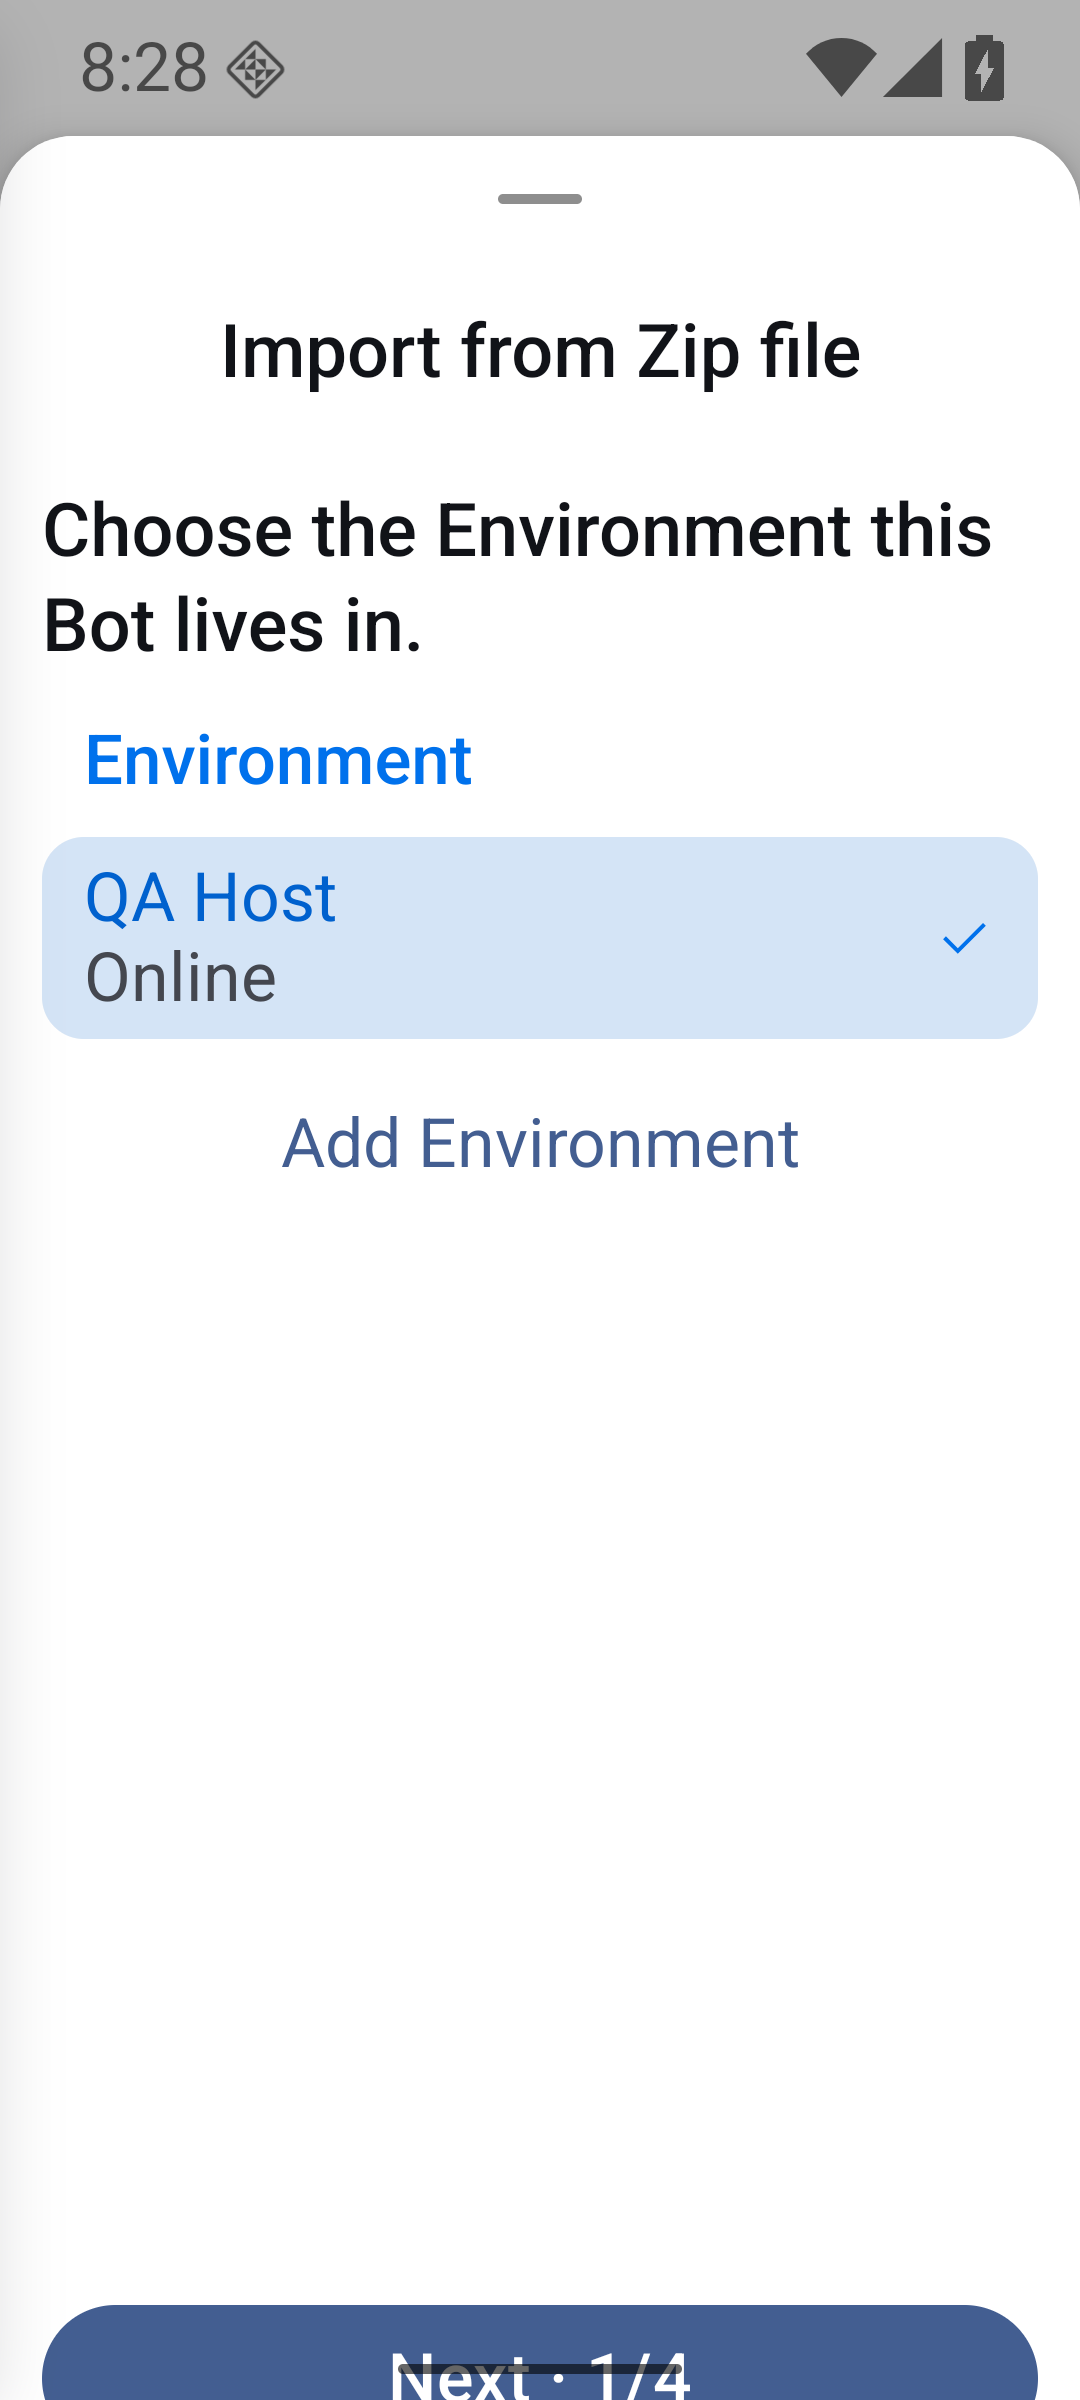 8:28
Import from Zip file
Choose the Environment this
Bot lives in.
Environment
QA Host
Online
Add Environment
Next · 1/4